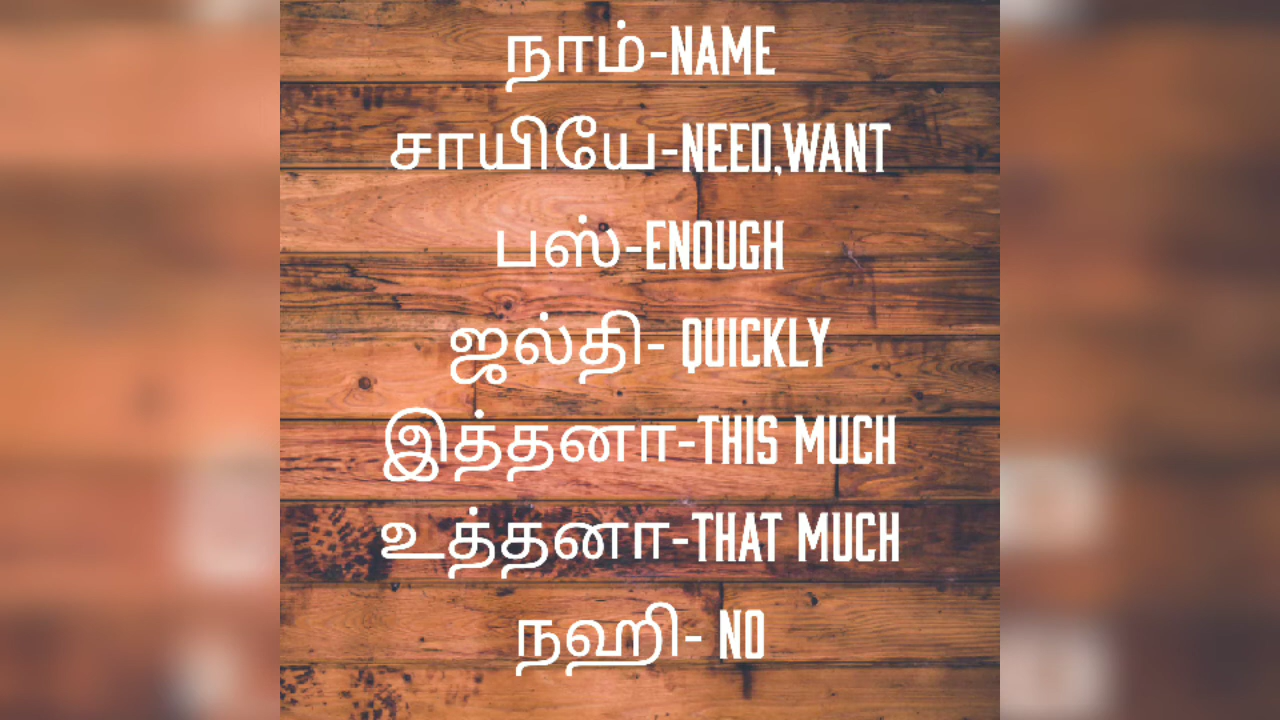 நாம்-NAME
சாயியே-NEED,WANT
பஸ்-ENOUGH
ஜல்தி- QUICKLY
இத்தனா-THIS MUCH
உத்தனா-THAT MUCH
நஹி- NO